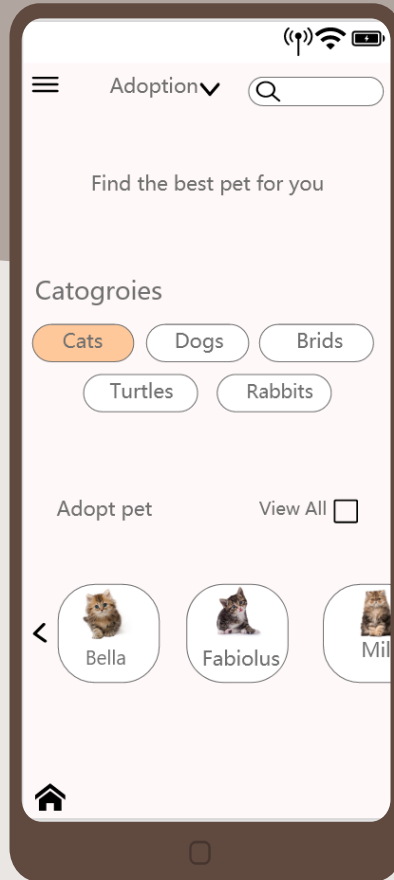 Adoption
Find the best pet for you
Catogroies
Cats Dogs Brids
Turtles Rabbits
Adopt pet View All
Bella Fabiolus Mil